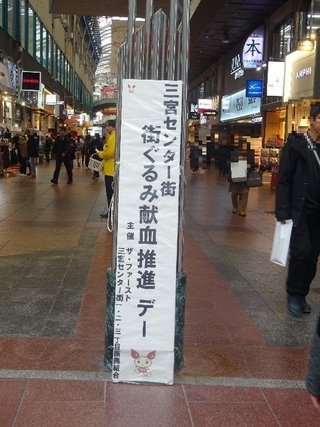 三宮センター街
街ぐるみ献血推進デー
主催 ザ・ファースト
三宮センター街一・二・三丁目振興組合
本
AMPHI